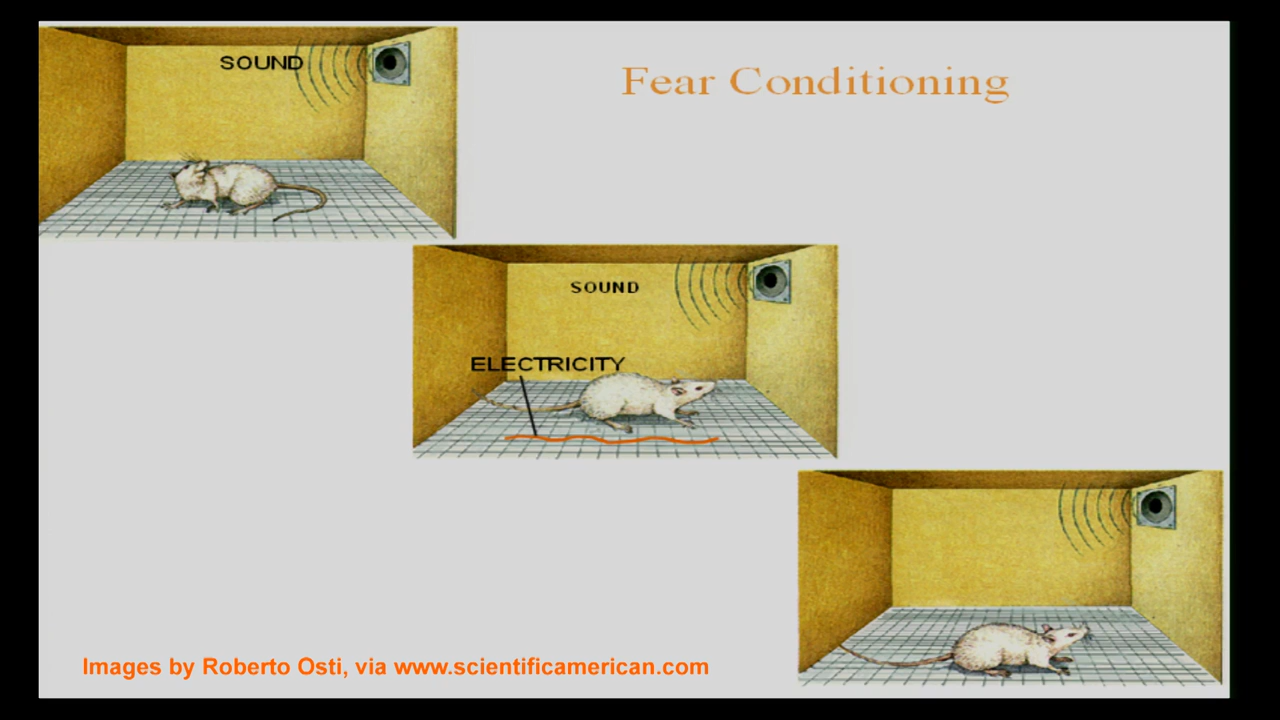 SOUND
Fear Conditioning
SOUND
ELECTRICITY
Images by Roberto Osti, via www.scientificamerican.com